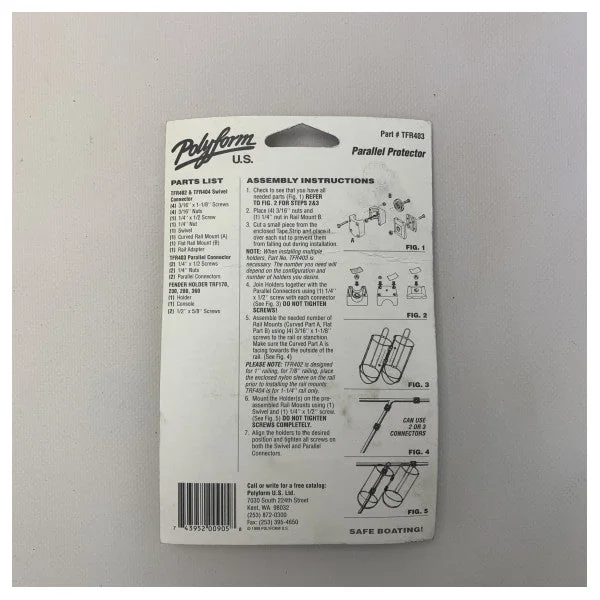 Part # TFR403
Polyform
U.S.
Parallel Protector
PARTS LIST
TFR402 & TFR404 Swivel
Connector
(4) 3/16" x 1-1/8" Screws
(4) 3/16" Nuts
(1) 1/4" x 1/2 Screw
(1) 1/4" Nut
(1) Swivel
(1) Curved Rail Mount (A)
(1) Flat Rail Mount (B)
(1) Rail Adapter
TFR403 Parallel Connector
(2) 1/4" x 1/2 Screws
(2) 1/4" Nuts
(2) Parallel Connectors
FENDER HOLDER TRF170,
230, 280, 360
(1) Holder
(1) Console
(2) 1/2" x 5/8" Screws
ASSEMBLY INSTRUCTIONS
1. Check to see that you have all
needed parts (Fig. 1) REFER
TO FIG. 2 FOR STEPS 2&3
2. Place (4) 3/16" nuts and
(1) 1/4" nut in Rail Mount B.
3. Cut a small piece from the
enclosed Tape Strip and place it
over each nut to prevent them
from falling out during installation.
NOTE: When installing multiple
holders, Part No. TFR403 is
necessary. The number you will need
depend on the configuration and
number of holders you desire.
4. Join Holders together with the
Parallel Connectors using (1) 1/4"
x 1/2" screw with each connector
(See Fig. 3) DO NOT TIGHTEN
SCREWS!
5. Assemble the needed number of
Rail Mounts (Curved Part A, Flat
Part B) using (4) 3/16" x 1-1/8"
screws to the rail or stanchion.
Make sure the Curved Part A is
facing towards the outside of the
rail. (See Fig. 4)
PLEASE NOTE: TFR402 is designed
for 1" railing, for 7/8" railing, place
the enclosed nylon sleeve on the rail
prior to installing the rail mounts.
TFR404 is for 1-1/4" rail only.
6. Mount the Holder(s) on the pre-
assembled Rail Mounts using (1)
Swivel and (1) 1/4" x 1/2" screw.
(See Fig. 5) DO NOT TIGHTEN
SCREWS COMPLETELY.
7. Align the holders to the desired
position and tighten all screws on
both the Swivel and Parallel
Connectors.
A
B
FIG. 1
FIG. 2
FIG. 3
CAN USE
2 OR 3
CONNECTORS
FIG. 4
FIG. 5
Call or write for a free catalog:
Polyform U.S. Ltd.
7030 South 224th Street
Kent, WA 98032
(253) 872-0300
Fax: (253) 395-4650
© 1998 POLYFORM U.S.
7 43952 00905 8
SAFE BOATING!